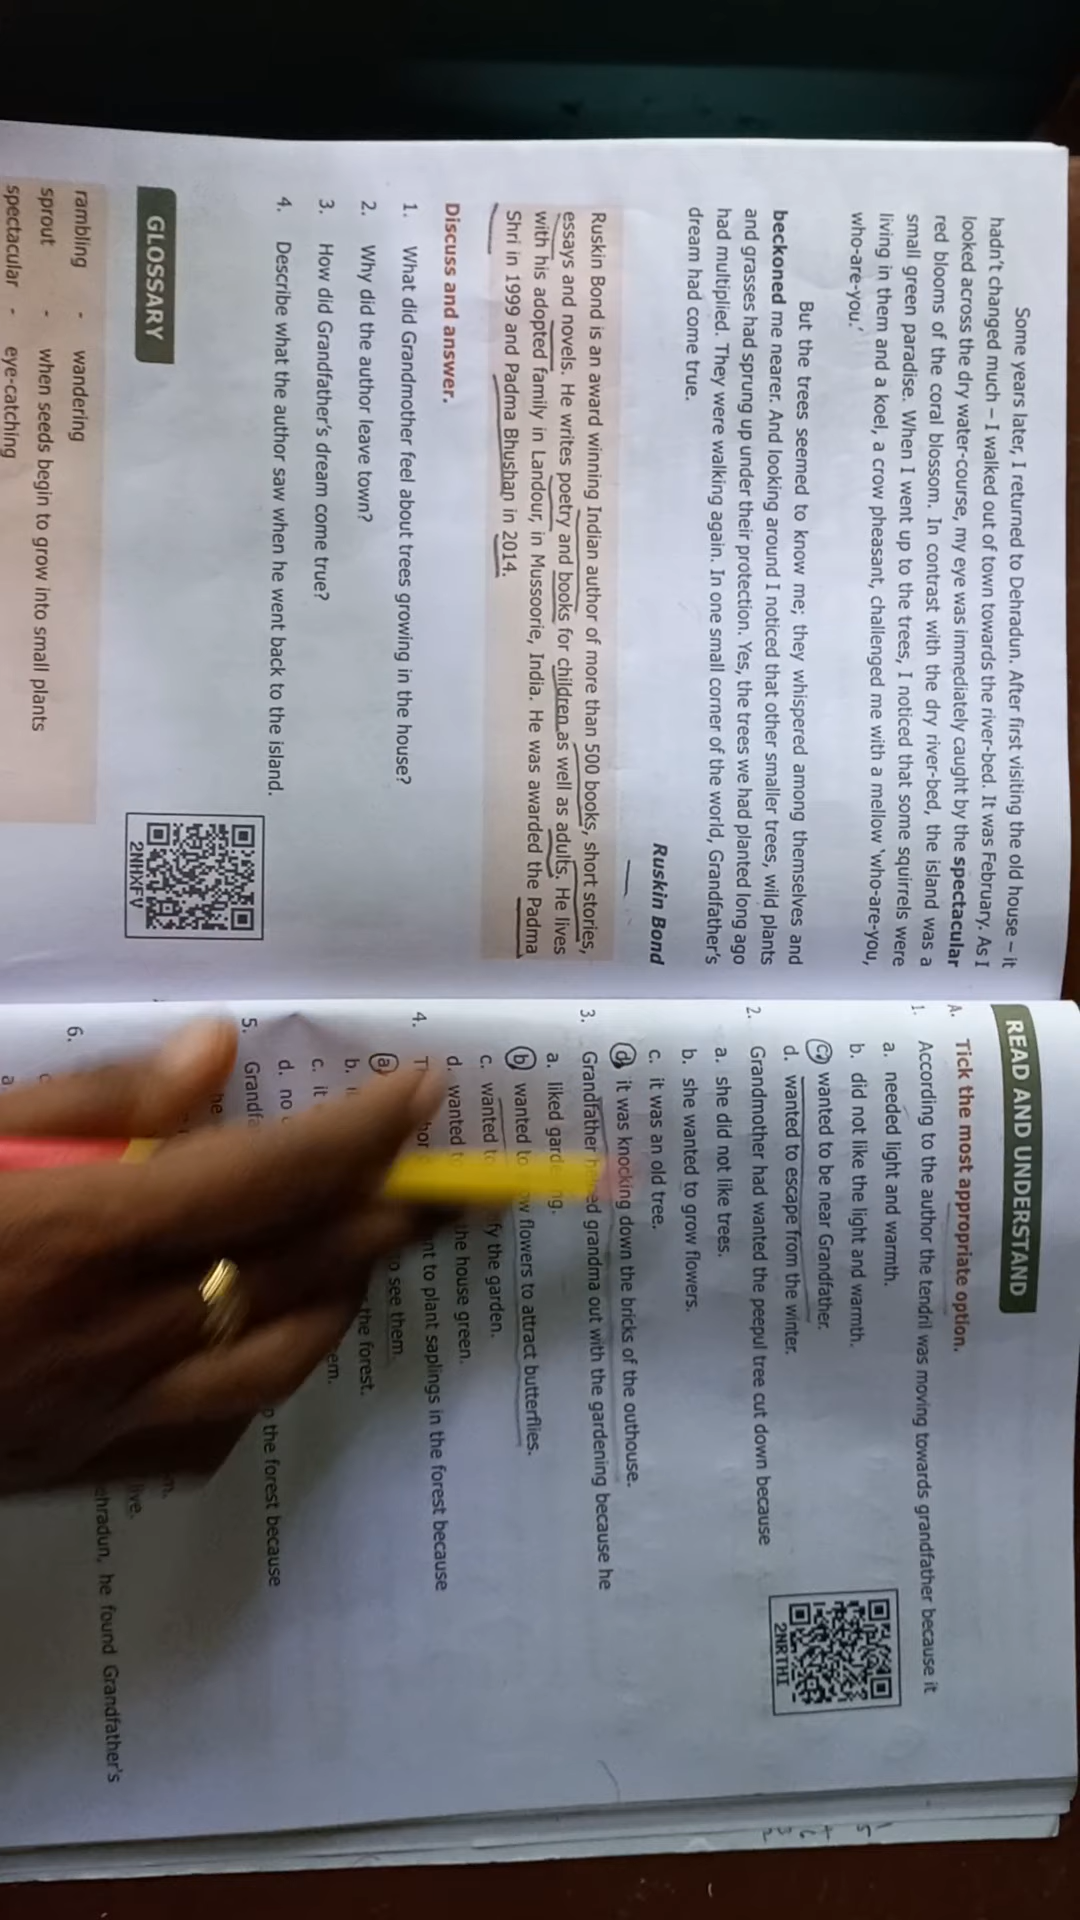 Some years later, I returned to Dehradun. After first visiting the old house – it
hadn't changed much – I walked out of town towards the river-bed. It was February. As I
looked across the dry water-course, my eye was immediately caught by the spectacular
red blooms of the coral blossom. In contrast with the dry river-bed, the island was a
small green paradise. When I went up to the trees, I noticed that some squirrels were
living in them and a koel, a crow pheasant, challenged me with a mellow 'who-are-you,
who-are-you.'
But the trees seemed to know me; they whispered among themselves and
beckoned me nearer. And looking around I noticed that other smaller trees, wild plants
and grasses had sprung up under their protection. Yes, the trees we had planted long ago
had multiplied. They were walking again. In one small corner of the world, Grandfather's
dream had come true.
Ruskin Bond
Ruskin Bond is an award winning Indian author of more than 500 books, short stories,
essays and novels. He writes poetry and books for children as well as adults. He lives
with his adopted family in Landour, in Mussoorie, India. He was awarded the Padma
Shri in 1999 and Padma Bhushan in 2014.
Discuss and answer.
1. What did Grandmother feel about trees growing in the house?
2. Why did the author leave town?
3. How did Grandfather's dream come true?
4. Describe what the author saw when he went back to the island.
2NHXFV
GLOSSARY
rambling - wandering
sprout - when seeds begin to grow into small plants
spectacular - eye-catching
READ AND UNDERSTAND
A. Tick the most appropriate option.
1. According to the author the tendril was moving towards grandfather because it
a. needed light and warmth.
b. did not like the light and warmth.
c. wanted to be near Grandfather.
d. wanted to escape from the winter.
2NRTHI
2. Grandmother had wanted the peepul tree cut down because
a. she did not like trees.
b. she wanted to grow flowers.
c. it was an old tree.
d. it was knocking down the bricks of the outhouse.
3. Grandfather grandma out with the gardening because he
a. liked
b. wanted to flowers to attract butterflies.
c. wanted the garden.
d. wanted the house green.
4. to plant saplings in the forest because
a. see them.
b. the forest.
c. it
d. no
5. the forest because
he
6. he found Grandfather's
a